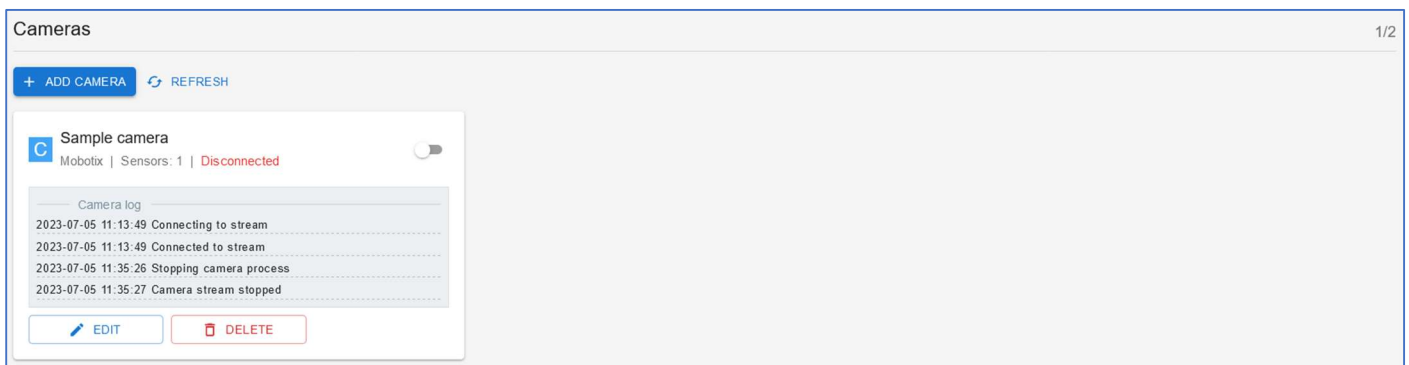 Cameras
1/2
+ ADD CAMERA REFRESH
C
Sample camera
Mobotix | Sensors: 1 | Disconnected
Camera log
2023-07-05 11:13:49 Connecting to stream
2023-07-05 11:13:49 Connected to stream
2023-07-05 11:35:26 Stopping camera process
2023-07-05 11:35:27 Camera stream stopped
EDIT DELETE